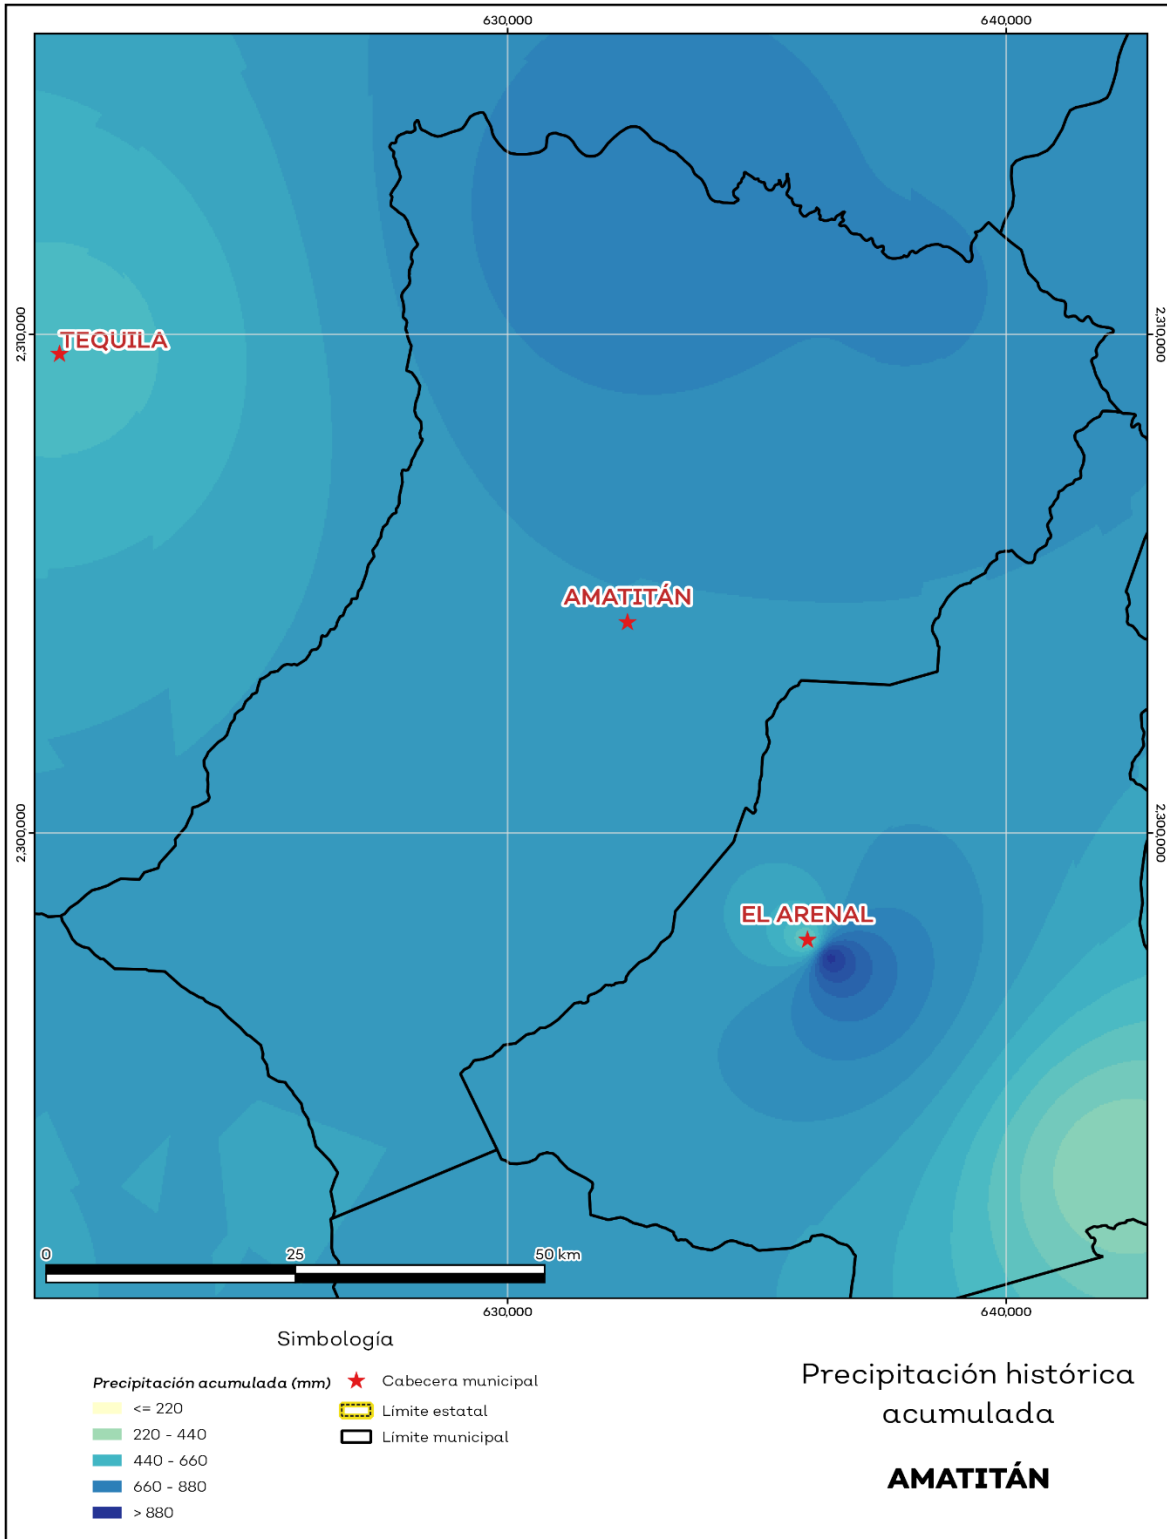 630,000 640,000
2,310,000 2,310,000
TEQUILA
AMATITÁN
2,300,000 2,300,000
EL ARENAL
0 25 50 km
630,000 640,000
Simbología
Precipitación acumulada (mm)
<= 220
220 - 440
440 - 660
660 - 880
> 880
Cabecera municipal
Límite estatal
Límite municipal
Precipitación histórica
acumulada
AMATITÁN